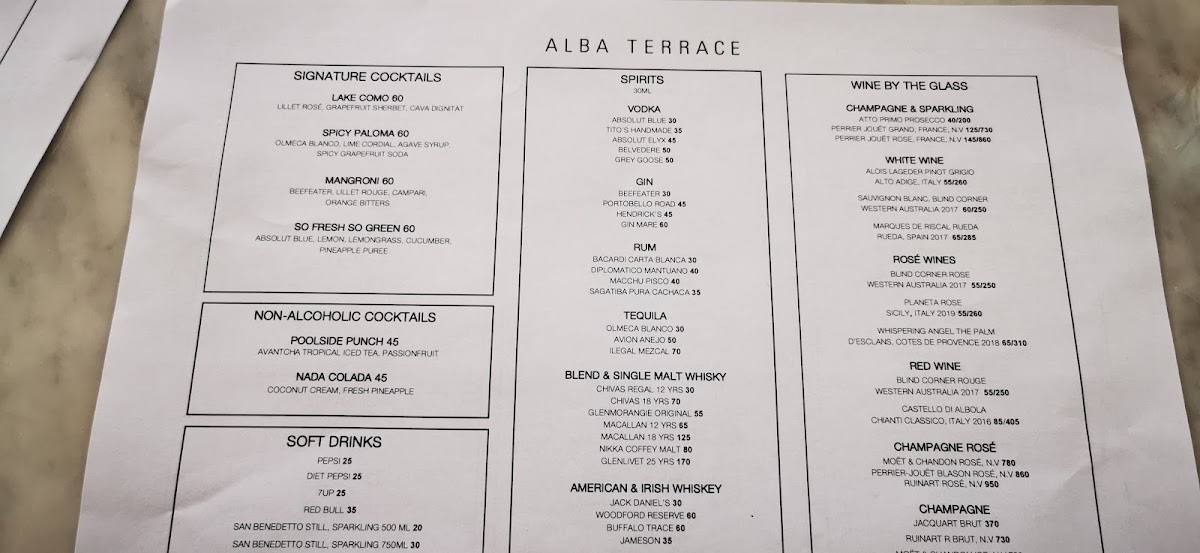 ALBA TERRACE
SIGNATURE COCKTAILS
LAKE COMO 60
LILLET ROSÉ, GRAPEFRUIT SHERBET, CAVA DIGNITAT
SPICY PALOMA 60
OLMECA BLANCO, LIME CORDIAL, AGAVE SYRUP,
SPICY GRAPEFRUIT SODA
MANGRONI 60
BEEFEATER, LILLET ROUGE, CAMPARI,
ORANGE BITTERS
SO FRESH SO GREEN 60
ABSOLUT BLUE, LEMON, LEMONGRASS, CUCUMBER,
PINEAPPLE PUREE
NON-ALCOHOLIC COCKTAILS
POOLSIDE PUNCH 45
AVANTCHA TROPICAL ICED TEA, PASSIONFRUIT
NADA COLADA 45
COCONUT CREAM, FRESH PINEAPPLE
SOFT DRINKS
PEPSI 25
DIET PEPSI 25
7UP 25
RED BULL 35
SAN BENEDETTO STILL, SPARKLING 500 ML 20
SAN BENEDETTO STILL, SPARKLING 750ML 30
SPIRITS
30ML
VODKA
ABSOLUT BLUE 30
TITO'S HANDMADE 35
ABSOLUT ELYX 45
BELVEDERE 50
GREY GOOSE 50
GIN
BEEFEATER 30
PORTOBELLO ROAD 45
HENDRICK'S 45
GIN MARE 60
RUM
BACARDI CARTA BLANCA 30
DIPLOMATICO MANTUANO 40
MACCHU PISCO 40
SAGATIBA PURA CACHACA 35
TEQUILA
OLMECA BLANCO 30
AVION ANEJO 50
ILEGAL MEZCAL 70
BLEND & SINGLE MALT WHISKY
CHIVAS REGAL 12 YRS 30
CHIVAS 18 YRS 70
GLENMORANGIE ORIGINAL 55
MACALLAN 12 YRS 65
MACALLAN 18 YRS 125
NIKKA COFFEY MALT 80
GLENLIVET 25 YRS 170
AMERICAN & IRISH WHISKEY
JACK DANIEL'S 30
WOODFORD RESERVE 60
BUFFALO TRACE 60
JAMESON 35
WINE BY THE GLASS
CHAMPAGNE & SPARKLING
ATTO PRIMO PROSECCO 40/200
PERRIER JOUËT GRAND, FRANCE, N.V 125/730
PERRIER JOUËT ROSE, FRANCE, N.V 145/860
WHITE WINE
ALOIS LAGEDER PINOT GRIGIO
ALTO ADIGE, ITALY 55/260
SAUVIGNON BLANC, BLIND CORNER
WESTERN AUSTRALIA 2017 60/250
MARQUES DE RISCAL RUEDA
RUEDA, SPAIN 2017 65/285
ROSÉ WINES
BLIND CORNER ROSE
WESTERN AUSTRALIA 2017 55/250
PLANETA ROSE
SICILY, ITALY 2019 55/260
WHISPERING ANGEL THE PALM
D'ESCLANS, COTES DE PROVENCE 2018 65/310
RED WINE
BLIND CORNER ROUGE
WESTERN AUSTRALIA 2017 55/250
CASTELLO DI ALBOLA
CHIANTI CLASSICO, ITALY 2016 85/405
CHAMPAGNE ROSÉ
MOËT & CHANDON ROSÉ, N.V 780
PERRIER-JOUËT BLASON ROSÉ, N.V 860
RUINART ROSÉ, N.V 950
CHAMPAGNE
JACQUART BRUT 370
RUINART R BRUT, N.V 730